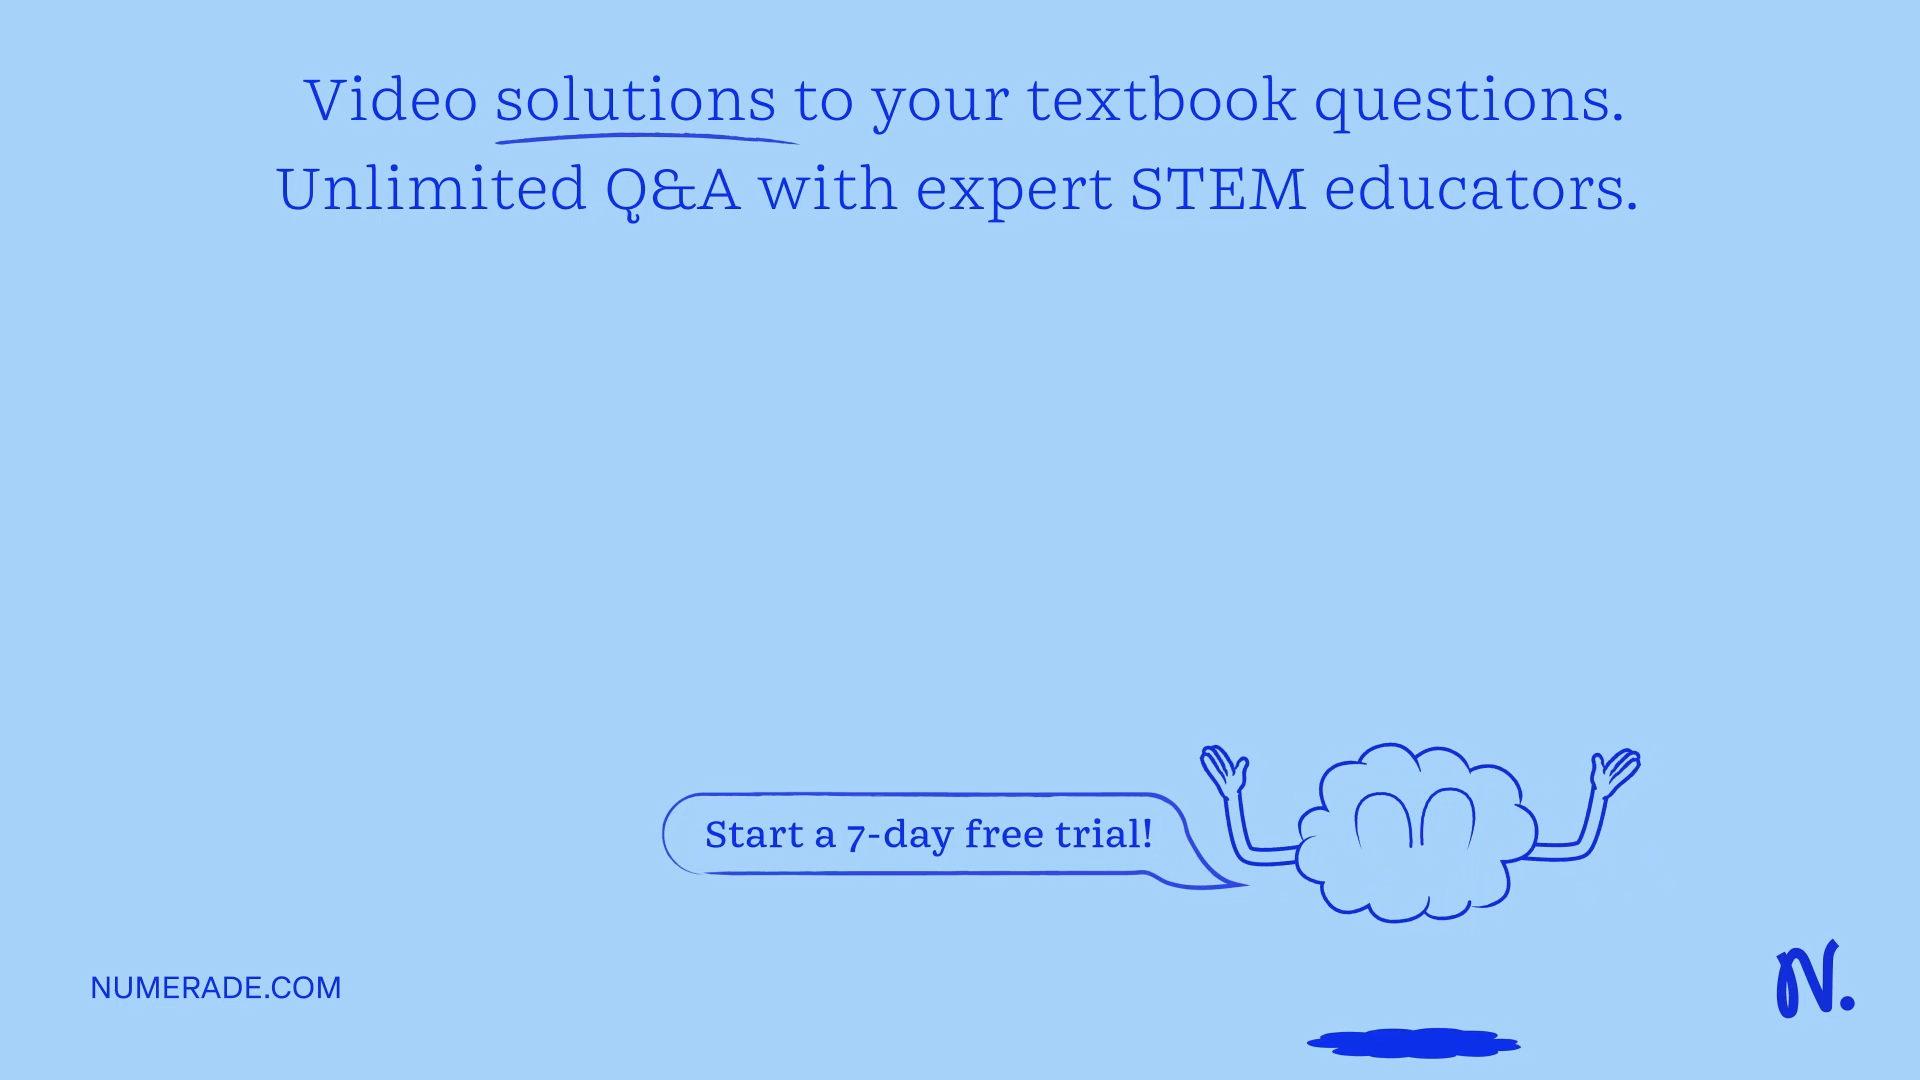 Video solutions to your textbook questions.
Unlimited Q&A with expert STEM educators.
Start a 7-day free trial!
NUMERADE.COM
N.